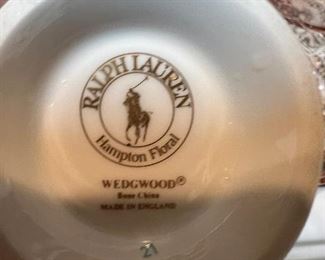 RALPH LAUREN
Hampton Floral
WEDGWOOD®
Bone China
MADE IN ENGLAND